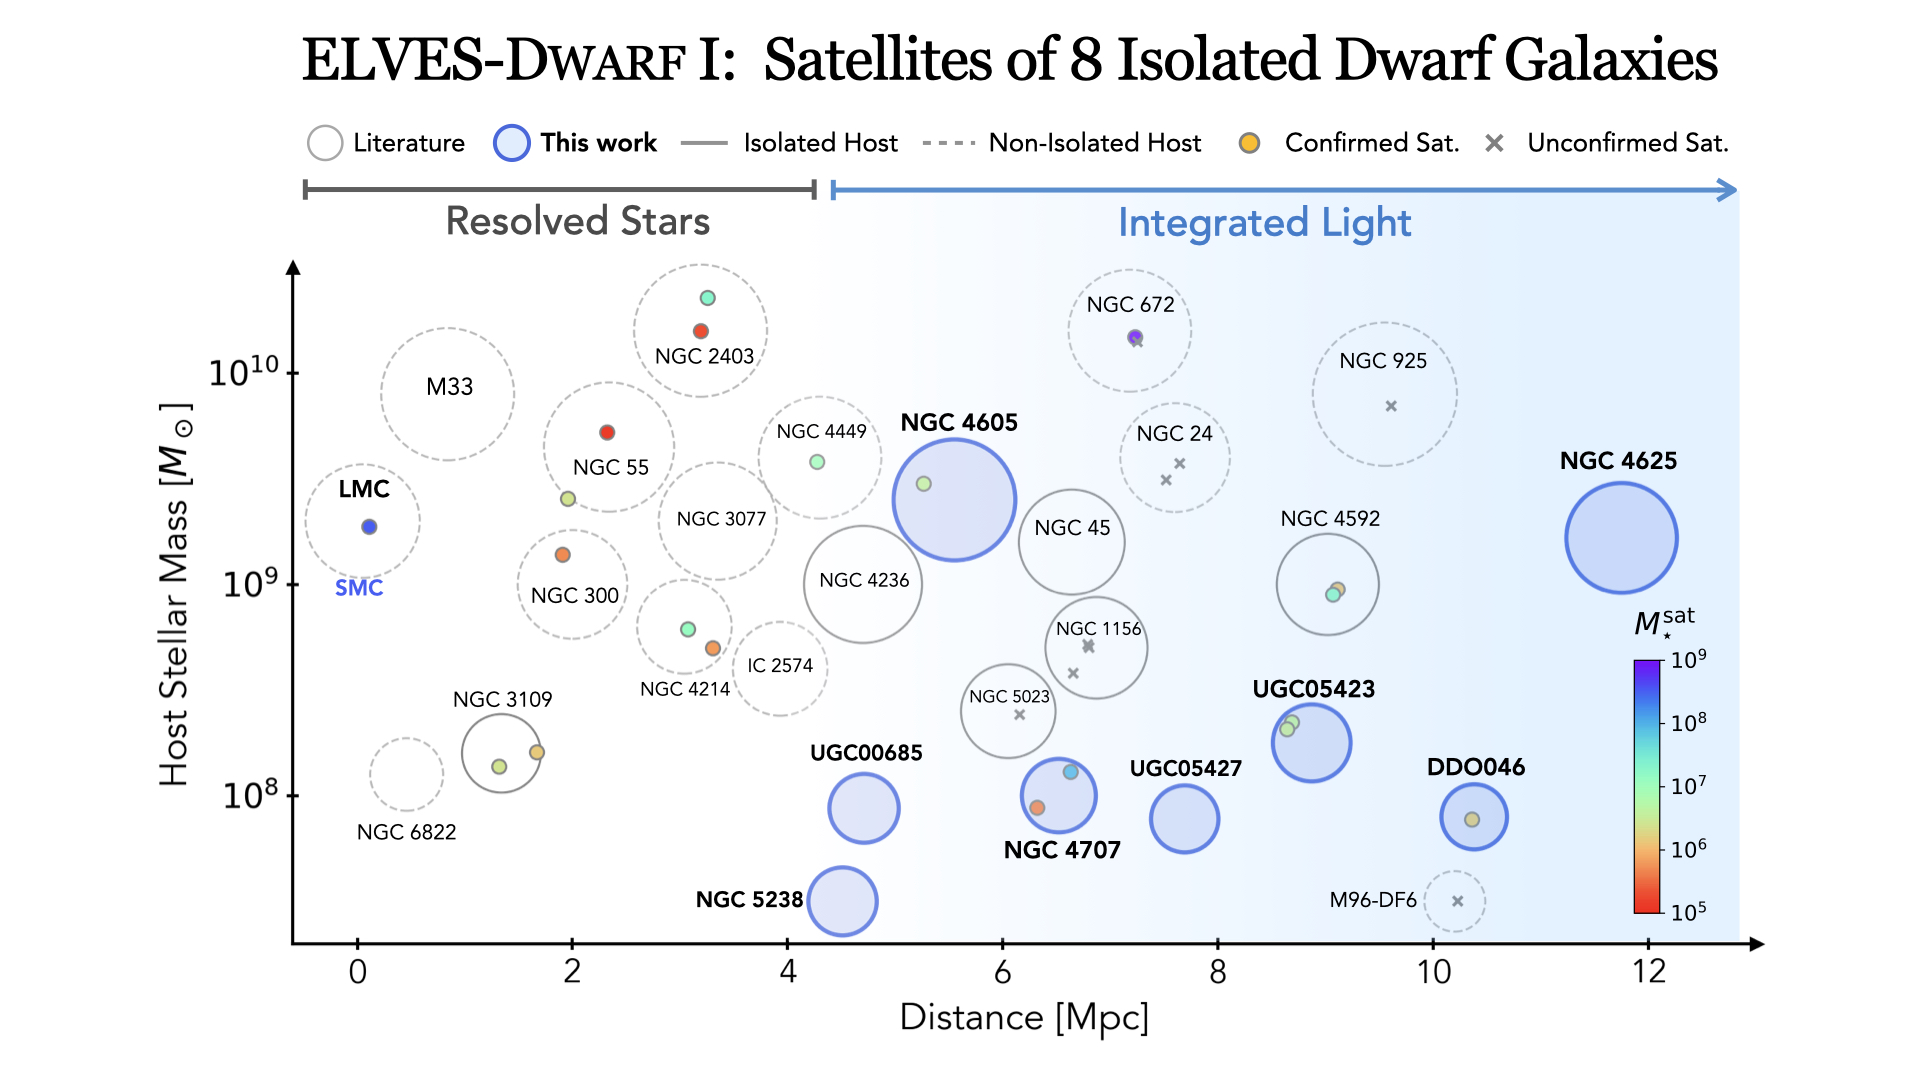 ELVES-DWARF I: Satellites of 8 Isolated Dwarf Galaxies
Literature This work Isolated Host Non-Isolated Host Confirmed Sat. Unconfirmed Sat.
Resolved Stars Integrated Light
Host Stellar Mass [M⊙]
10¹⁰
10⁹
10⁸
NGC 672
NGC 2403
NGC 925
M33
NGC 4605
NGC 4449
NGC 24
NGC 4625
NGC 55
LMC
NGC 3077
NGC 45
NGC 4592
SMC
NGC 300
NGC 4236
NGC 1156
IC 2574
NGC 4214
UGC05423
NGC 3109
NGC 5023
UGC00685
UGC05427
DDO046
NGC 6822
NGC 4707
NGC 5238
M96-DF6
M⋆ˢᵃᵗ
10⁹
10⁸
10⁷
10⁶
10⁵
0 2 4 6 8 10 12
Distance [Mpc]